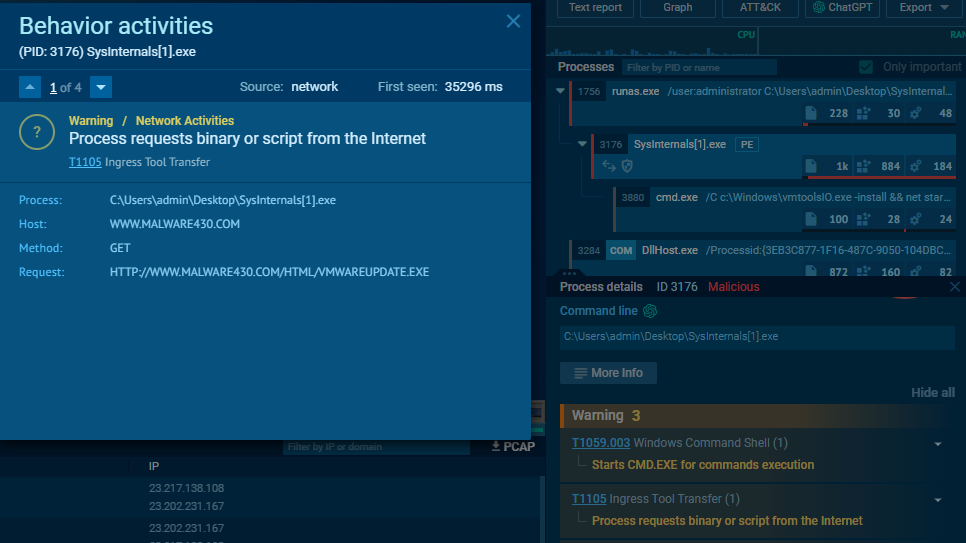 Behavior activities
(PID: 3176) SysInternals[1].exe
1 of 4
Source: network
First seen: 35296 ms
?
Warning / Network Activities
Process requests binary or script from the Internet
T1105 Ingress Tool Transfer
Process: C:\Users\admin\Desktop\SysInternals[1].exe
Host: WWW.MALWARE430.COM
Method: GET
Request: HTTP://WWW.MALWARE430.COM/HTML/VMWAREUPDATE.EXE
Filter by IP or domain
PCAP
IP
23.217.138.108
23.202.231.167
23.202.231.167
Text report
Graph
ATT&CK
ChatGPT
Export
CPU
RAM
Processes
Filter by PID or name
Only important
1756 runas.exe /user:administrator C:\Users\admin\Desktop\SysInternal...
228 30 48
3176 SysInternals[1].exe PE
1k 884 184
3880 cmd.exe /C c:\Windows\vmtoolsIO.exe -install && net star...
100 28 24
3284 COM DllHost.exe /Processid:{3EB3C877-1F16-487C-9050-104DBC...
872 160 82
Process details ID 3176 Malicious
Command line
C:\Users\admin\Desktop\SysInternals[1].exe
More Info
Hide all
Warning 3
T1059.003 Windows Command Shell (1)
Starts CMD.EXE for commands execution
T1105 Ingress Tool Transfer (1)
Process requests binary or script from the Internet